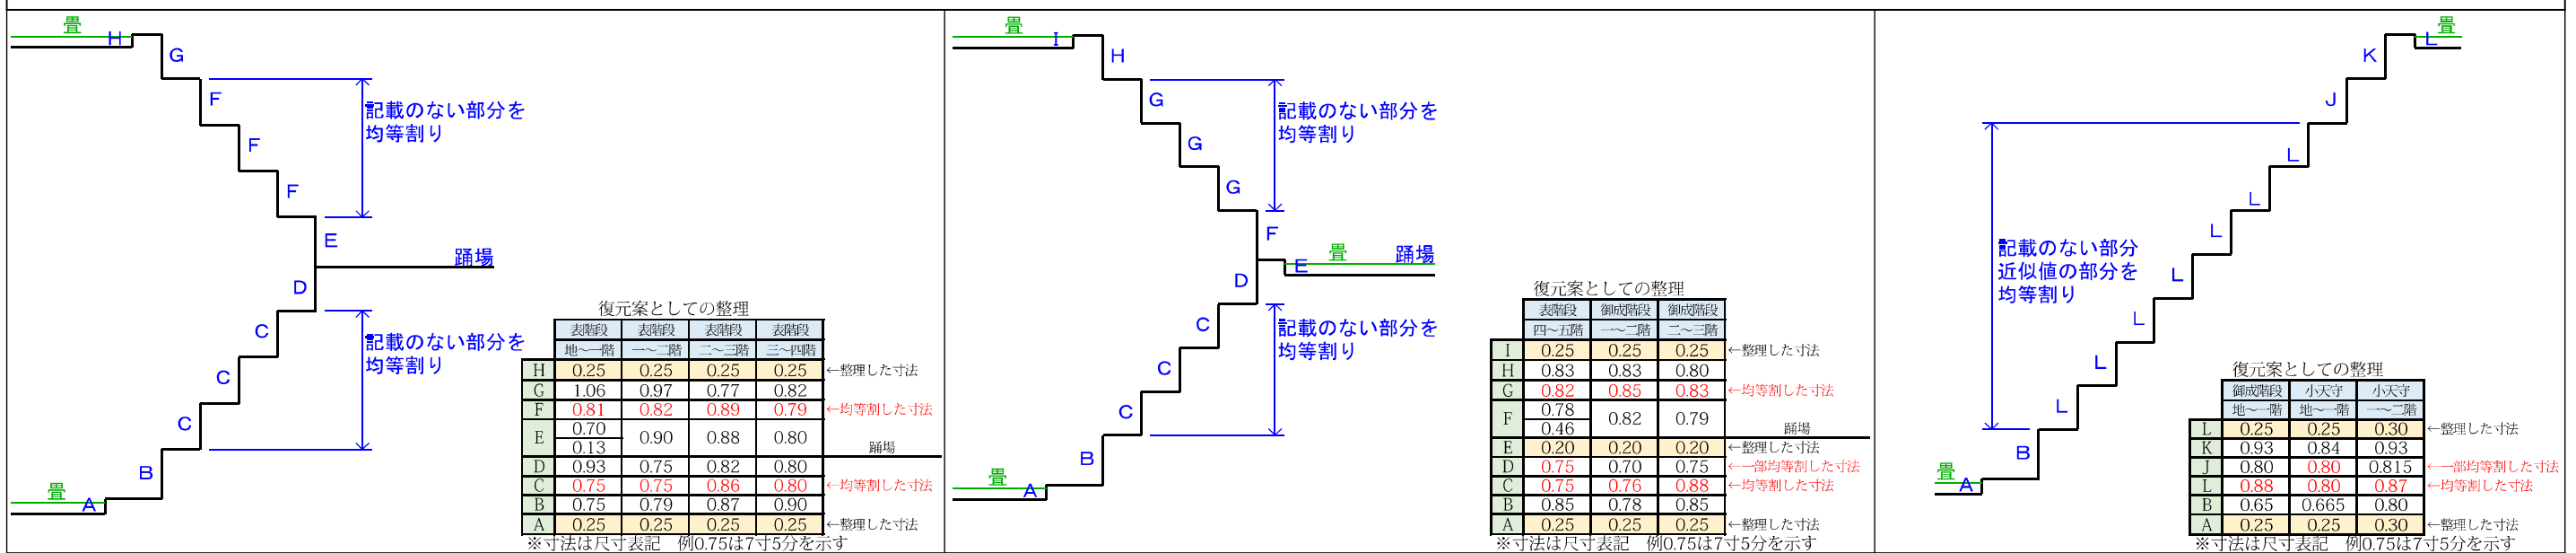 畳
H
G
F
F
F
記載のない部分を
均等割り
E
踊場
D
C
C
C
記載のない部分を
均等割り
B
畳
A
復元案としての整理
表階段 表階段 表階段 表階段
地～一階 一～二階 二～三階 三～四階
H 0.25 0.25 0.25 0.25 ←整理した寸法
G 1.06 0.97 0.77 0.82
F 0.81 0.82 0.89 0.79 ←均等割した寸法
E 0.70 0.90 0.88 0.80
0.13
踊場
D 0.93 0.75 0.82 0.80
C 0.75 0.75 0.86 0.80 ←均等割した寸法
B 0.75 0.79 0.87 0.90
A 0.25 0.25 0.25 0.25 ←整理した寸法
※寸法は尺寸表記 例0.75は7寸5分を示す
畳
I
H
G
G
G
記載のない部分を
均等割り
F
畳
踊場
E
D
C
C
C
記載のない部分を
均等割り
B
畳
A
復元案としての整理
表階段 御成階段 御成階段
四～五階 一～二階 二～三階
I 0.25 0.25 0.25 ←整理した寸法
H 0.83 0.83 0.80
G 0.82 0.85 0.83 ←均等割した寸法
F 0.78 0.82 0.79
0.46
踊場
E 0.20 0.20 0.20 ←整理した寸法
D 0.75 0.70 0.75 ←一部均等割した寸法
C 0.75 0.76 0.88 ←均等割した寸法
B 0.85 0.78 0.85
A 0.25 0.25 0.25 ←整理した寸法
※寸法は尺寸表記 例0.75は7寸5分を示す
畳
L
K
J
L
L
L
L
L
L
L
記載のない部分
近似値の部分を
均等割り
B
畳
A
復元案としての整理
御成階段 小天守 小天守
地～一階 地～一階 一～二階
L 0.25 0.25 0.30 ←整理した寸法
K 0.93 0.84 0.93
J 0.80 0.80 0.815 ←一部均等割した寸法
L 0.88 0.80 0.87 ←均等割した寸法
B 0.65 0.665 0.80
A 0.25 0.25 0.30 ←整理した寸法
※寸法は尺寸表記 例0.75は7寸5分を示す